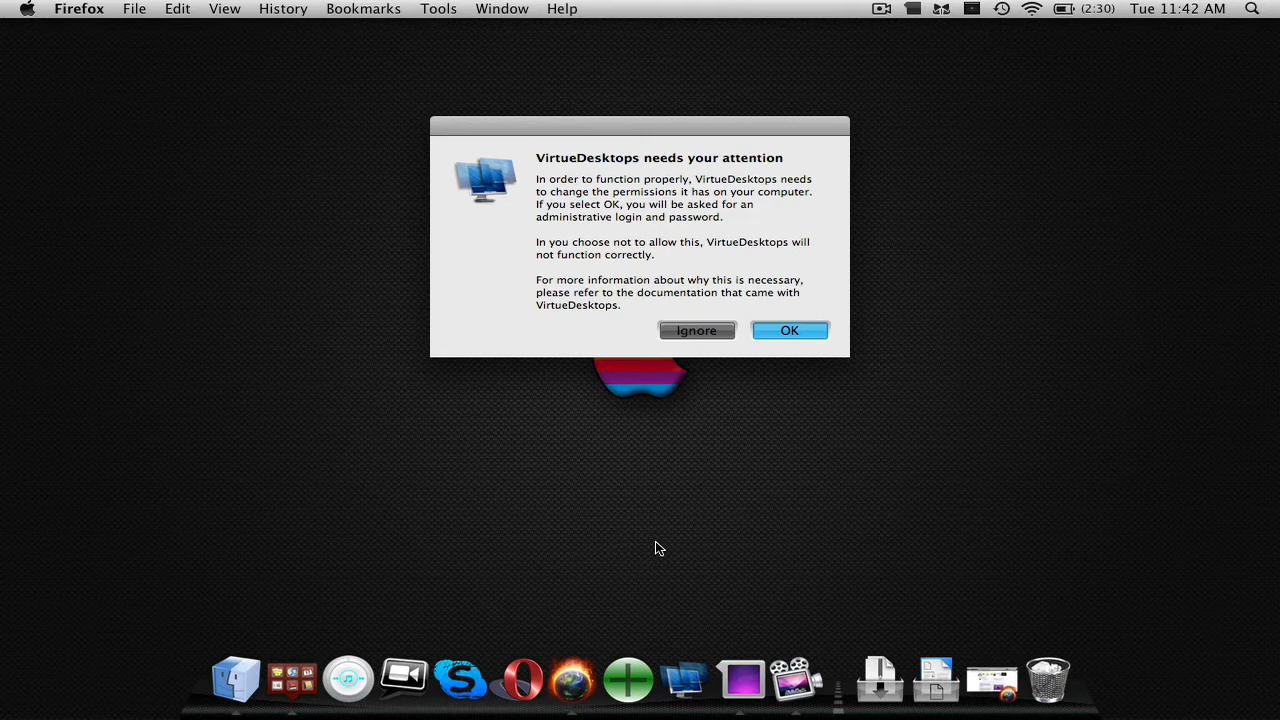 Firefox File Edit View History Bookmarks Tools Window Help (2:30) Tue 11:42 AM
VirtueDesktops needs your attention
In order to function properly, VirtueDesktops needs
to change the permissions it has on your computer.
If you select OK, you will be asked for an
administrative login and password.
In you choose not to allow this, VirtueDesktops will
not function correctly.
For more information about why this is necessary,
please refer to the documentation that came with
VirtueDesktops.
Ignore OK